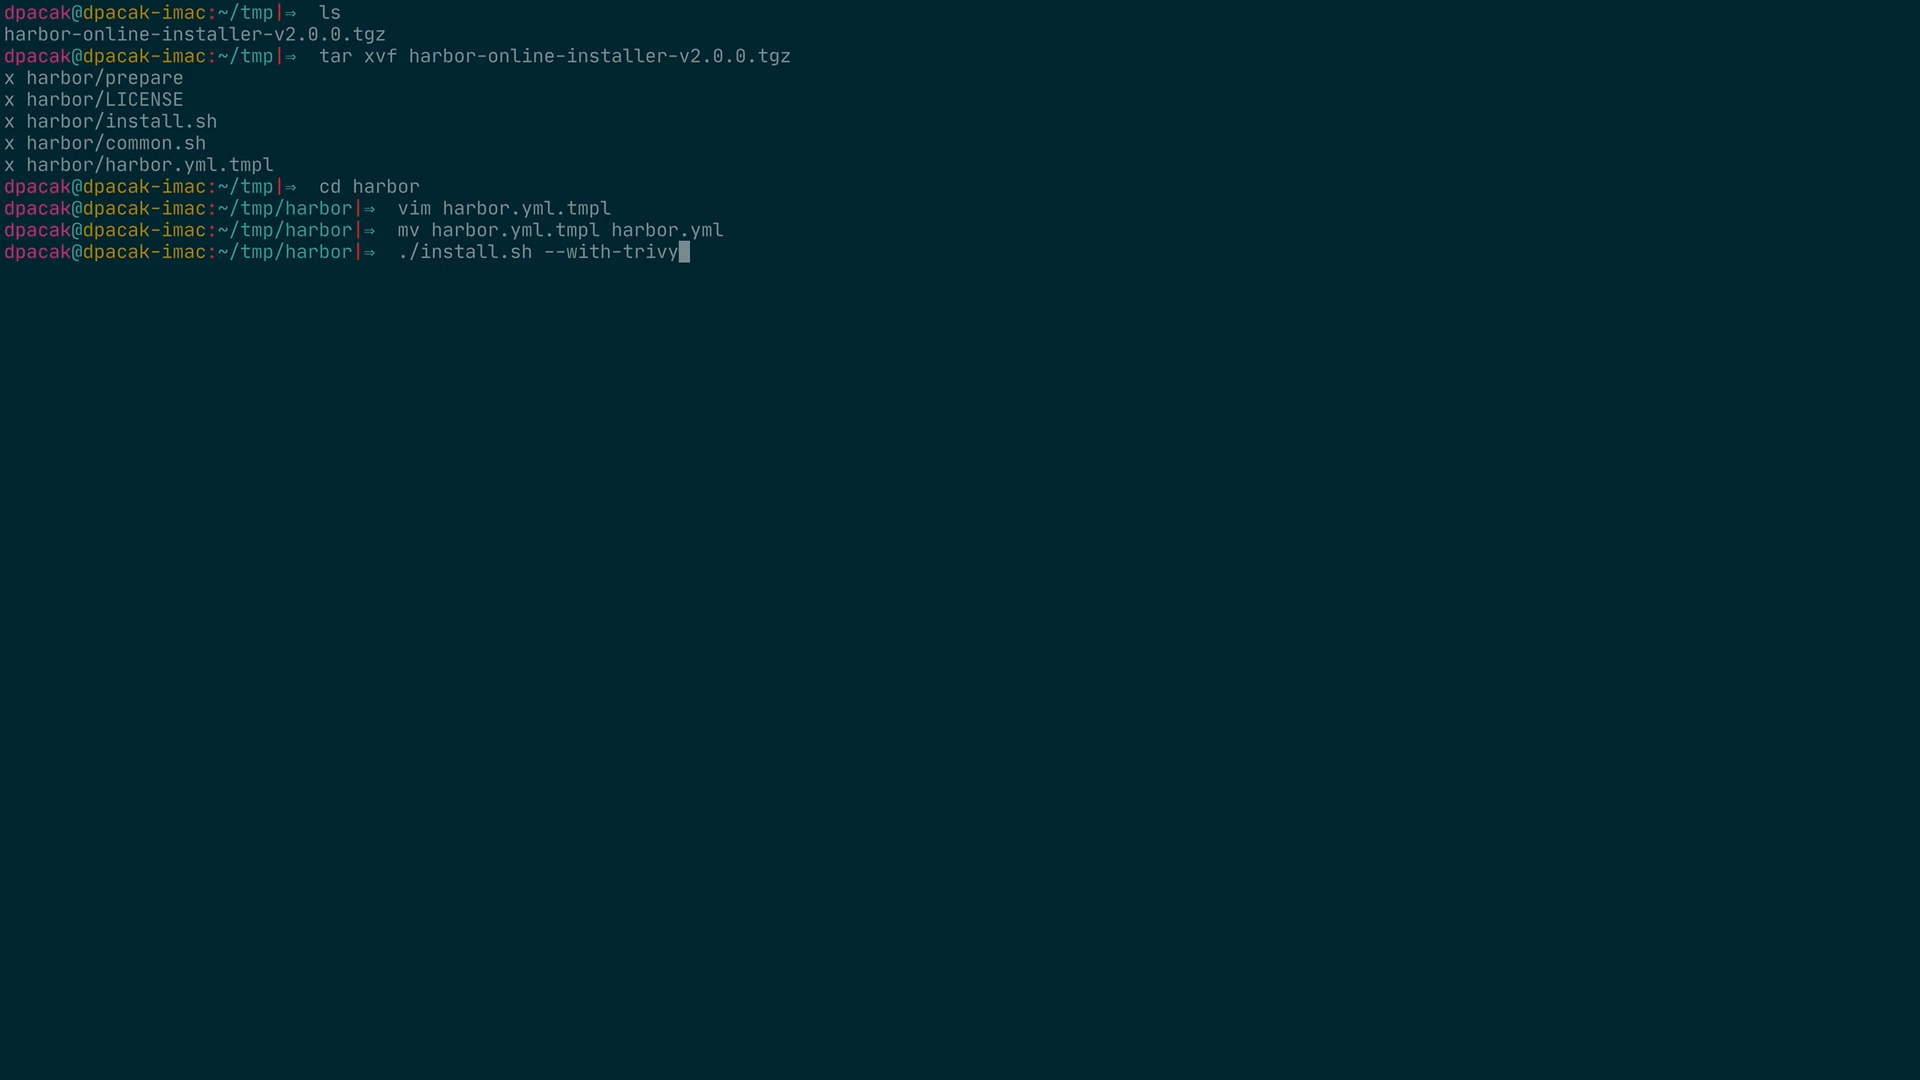 dpacak@dpacak-imac:~/tmp|⇒  ls
harbor-online-installer-v2.0.0.tgz
dpacak@dpacak-imac:~/tmp|⇒  tar xvf harbor-online-installer-v2.0.0.tgz
x harbor/prepare
x harbor/LICENSE
x harbor/install.sh
x harbor/common.sh
x harbor/harbor.yml.tmpl
dpacak@dpacak-imac:~/tmp|⇒  cd harbor
dpacak@dpacak-imac:~/tmp/harbor|⇒  vim harbor.yml.tmpl
dpacak@dpacak-imac:~/tmp/harbor|⇒  mv harbor.yml.tmpl harbor.yml
dpacak@dpacak-imac:~/tmp/harbor|⇒  ./install.sh --with-trivy